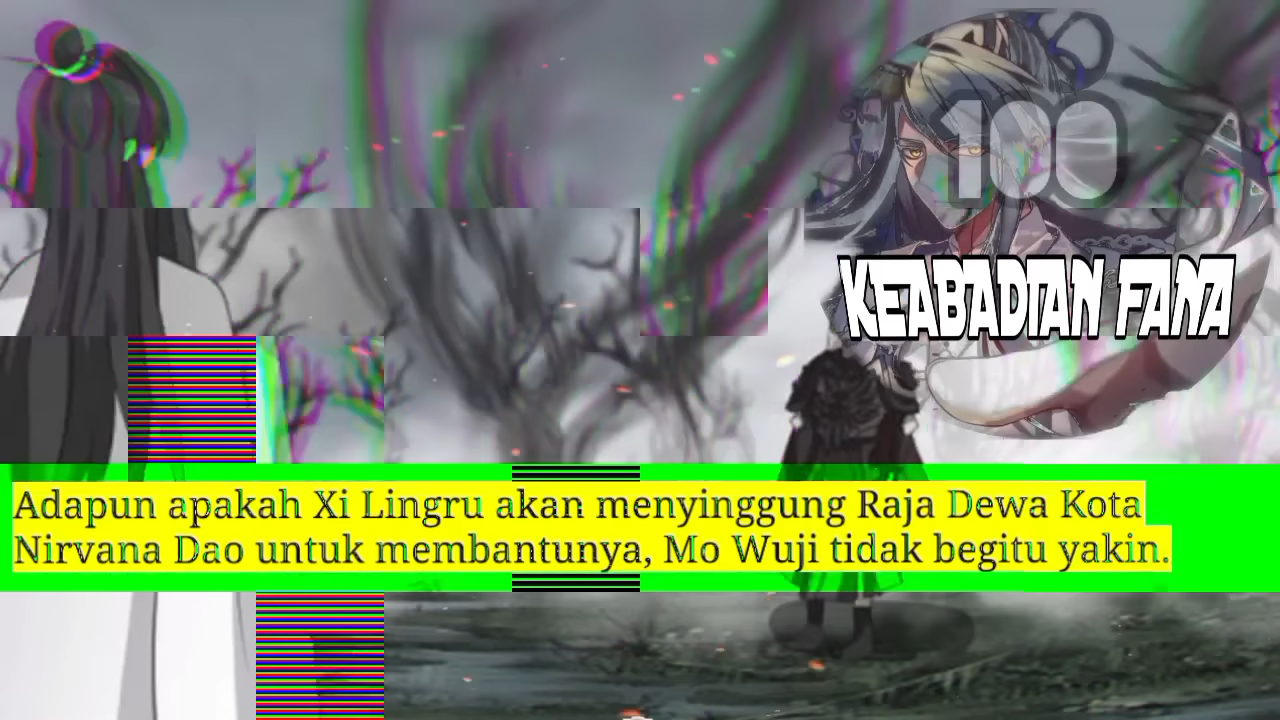 100
KEABADIAN FANA
Adapun apakah Xi Lingru akan menyinggung Raja Dewa Kota
Nirvana Dao untuk membantunya, Mo Wuji tidak begitu yakin.